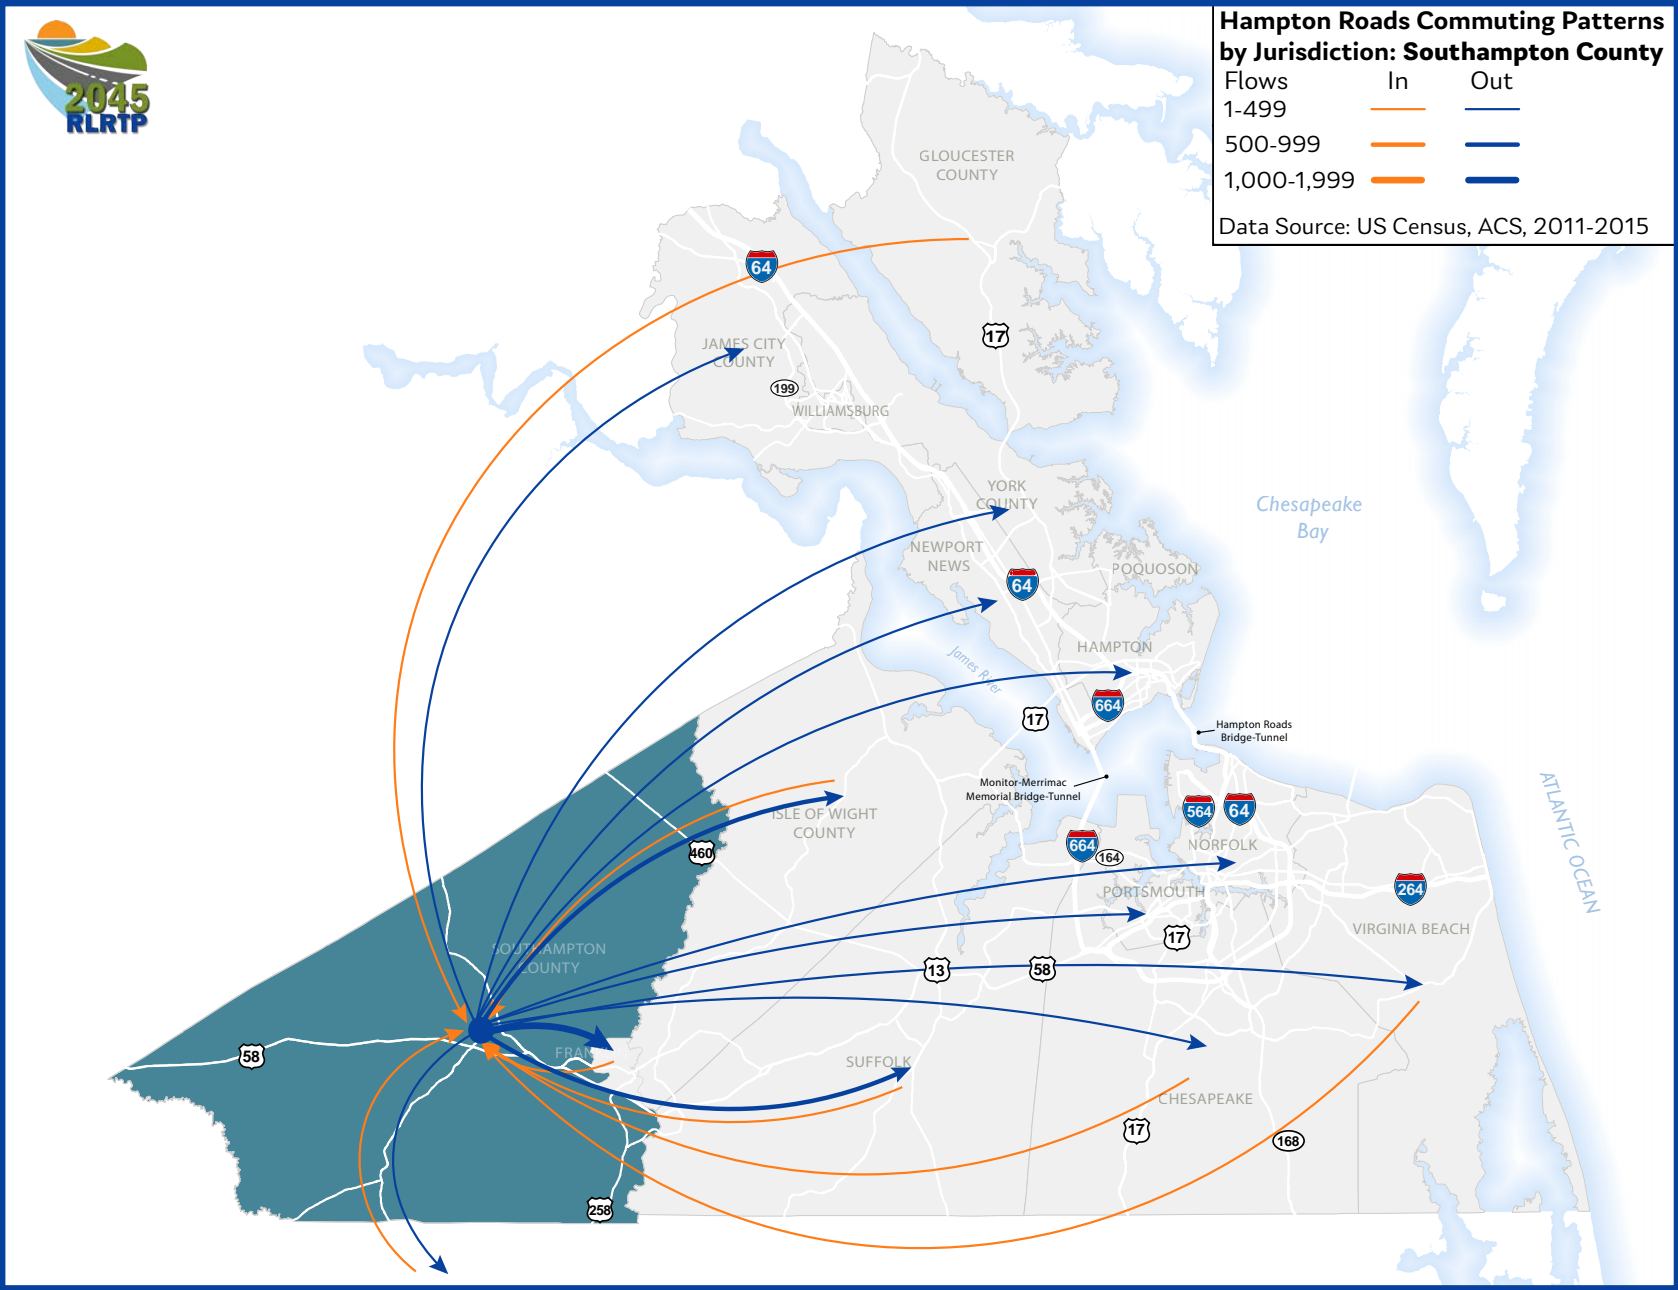 Hampton Roads Commuting Patterns
by Jurisdiction: Southampton County
Flows In Out
1-499
500-999
1,000-1,999
Data Source: US Census, ACS, 2011-2015
2045
RLRTP
GLOUCESTER
COUNTY
64
17
JAMES CITY
COUNTY
199
WILLIAMSBURG
YORK
COUNTY
Chesapeake
Bay
NEWPORT
NEWS
64
POQUOSON
HAMPTON
James River
664
17
Hampton Roads
Bridge-Tunnel
Monitor-Merrimac
Memorial Bridge-Tunnel
ATLANTIC OCEAN
564
64
ISLE OF WIGHT
COUNTY
460
664
164
NORFOLK
264
PORTSMOUTH
17
VIRGINIA BEACH
SOUTHAMPTON
COUNTY
13
58
58
FRAN
SUFFOLK
CHESAPEAKE
17
168
258